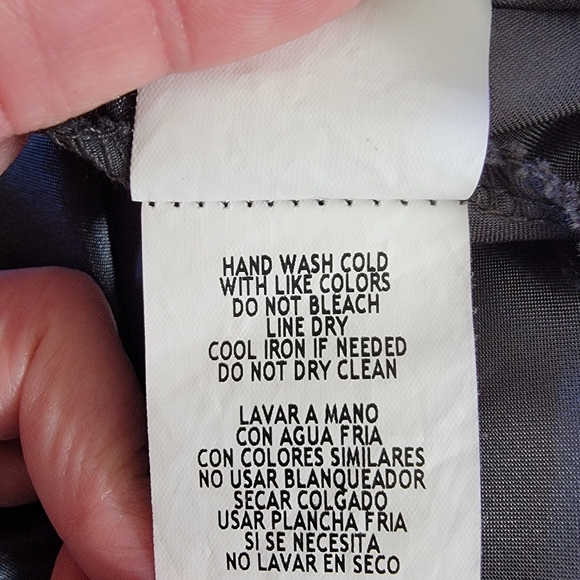 HAND WASH COLD
WITH LIKE COLORS
DO NOT BLEACH
LINE DRY
COOL IRON IF NEEDED
DO NOT DRY CLEAN
LAVAR A MANO
CON AGUA FRIA
CON COLORES SIMILARES
NO USAR BLANQUEADOR
SECAR COLGADO
USAR PLANCHA FRIA
SI SE NECESITA
NO LAVAR EN SECO